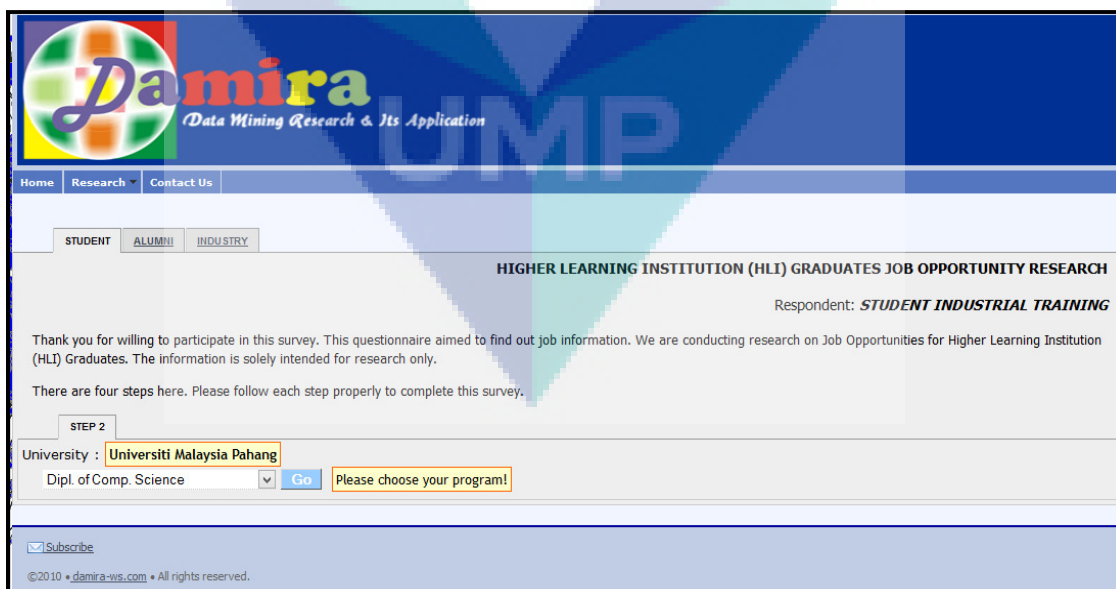 Damira
Data Mining Research & Its Application
UMP
Home Research Contact Us
STUDENT ALUMNI INDUSTRY
HIGHER LEARNING INSTITUTION (HLI) GRADUATES JOB OPPORTUNITY RESEARCH
Respondent: STUDENT INDUSTRIAL TRAINING
Thank you for willing to participate in this survey. This questionnaire aimed to find out job information. We are conducting research on Job Opportunities for Higher Learning Institution
(HLI) Graduates. The information is solely intended for research only.
There are four steps here. Please follow each step properly to complete this survey.
STEP 2
University : Universiti Malaysia Pahang
Dipl. of Comp. Science Go Please choose your program!
Subscribe
©2010 • damira-ws.com • All rights reserved.